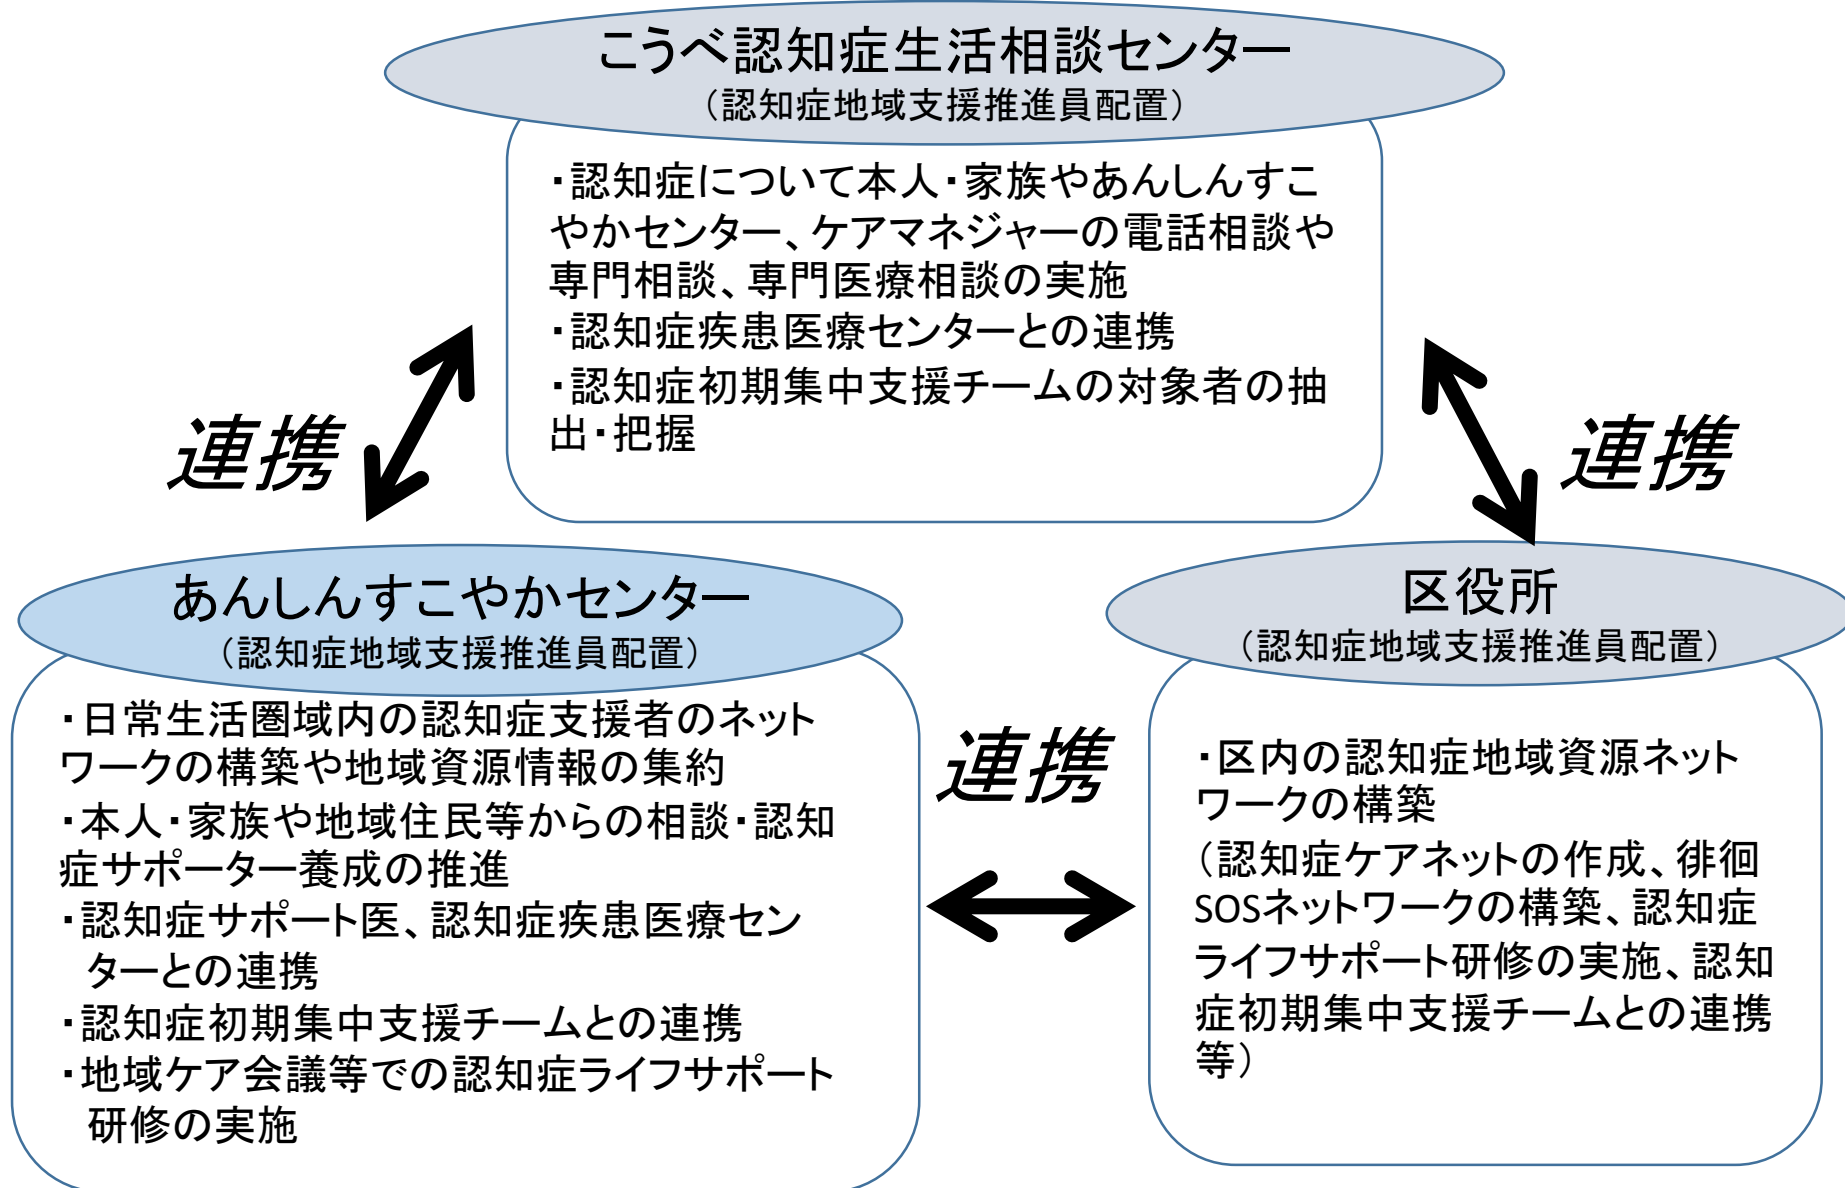 こうべ認知症生活相談センター
（認知症地域支援推進員配置）
・認知症について本人・家族やあんしんすこ
やかセンター、ケアマネジャーの電話相談や
専門相談、専門医療相談の実施
・認知症疾患医療センターとの連携
・認知症初期集中支援チームの対象者の抽
出・把握
連携
連携
あんしんすこやかセンター
（認知症地域支援推進員配置）
・日常生活圏域内の認知症支援者のネット
ワークの構築や地域資源情報の集約
・本人・家族や地域住民等からの相談・認知
症サポーター養成の推進
・認知症サポート医、認知症疾患医療セン
ターとの連携
・認知症初期集中支援チームとの連携
・地域ケア会議等での認知症ライフサポート
研修の実施
連携
区役所
（認知症地域支援推進員配置）
・区内の認知症地域資源ネット
ワークの構築
（認知症ケアネットの作成、徘徊
SOSネットワークの構築、認知症
ライフサポート研修の実施、認知
症初期集中支援チームとの連携
等）